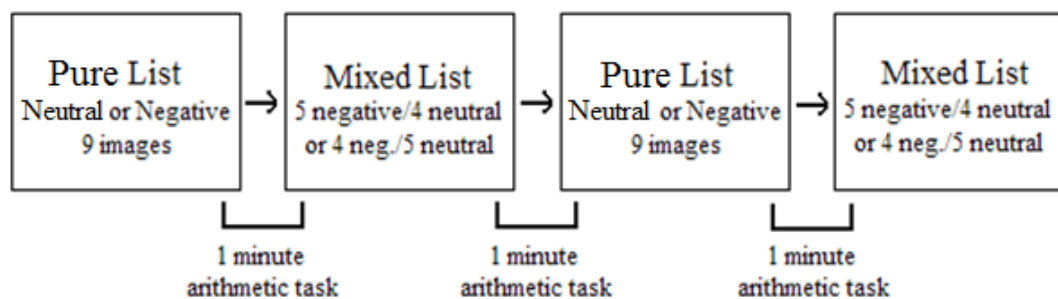 Pure List
Neutral or Negative
9 images
Mixed List
5 negative/4 neutral
or 4 neg./5 neutral
Pure List
Neutral or Negative
9 images
Mixed List
5 negative/4 neutral
or 4 neg./5 neutral
1 minute
arithmetic task
1 minute
arithmetic task
1 minute
arithmetic task